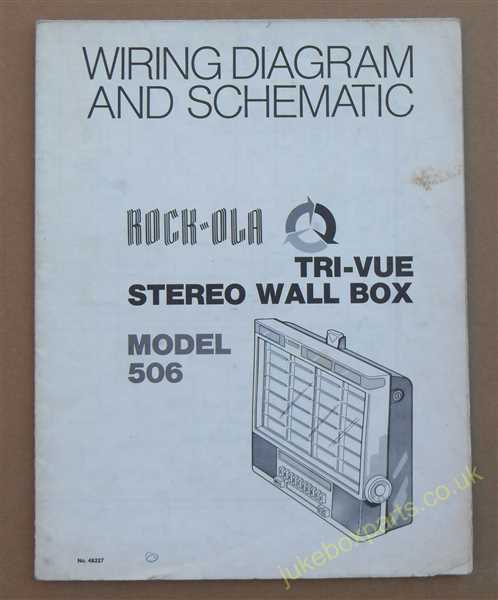 WIRING DIAGRAM
AND SCHEMATIC
ROCK-OLA
TRI-VUE
STEREO WALL BOX
MODEL
506
No. 48227
jukeboxparts.co.uk